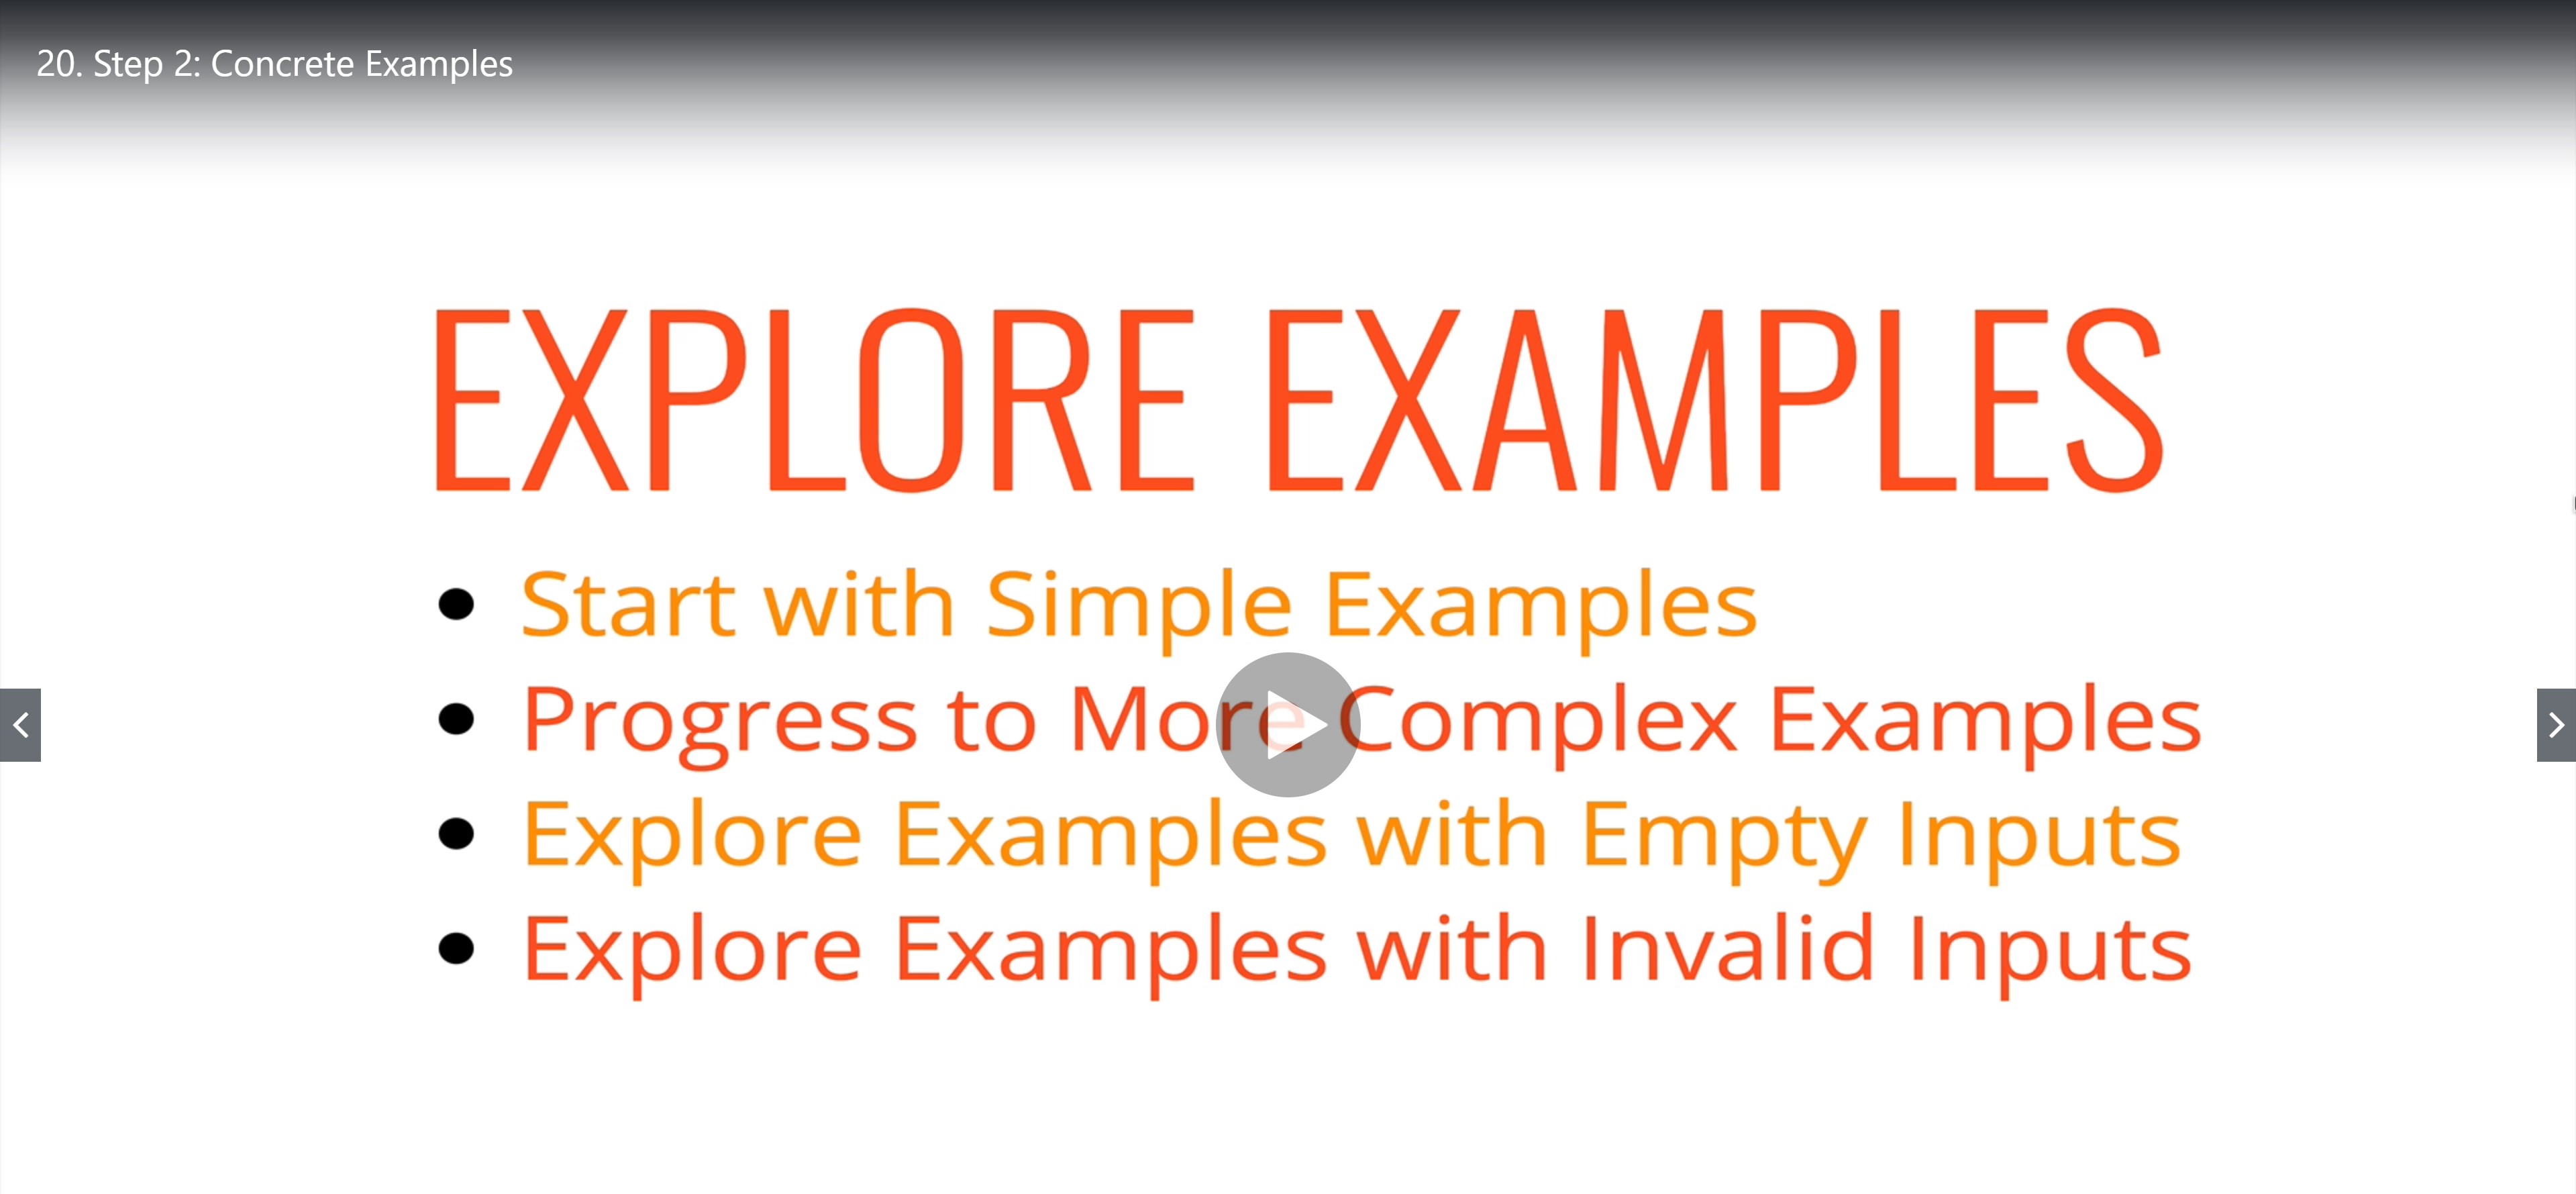 20. Step 2: Concrete Examples
EXPLORE EXAMPLES
• Start with Simple Examples
• Progress to More Complex Examples
• Explore Examples with Empty Inputs
• Explore Examples with Invalid Inputs